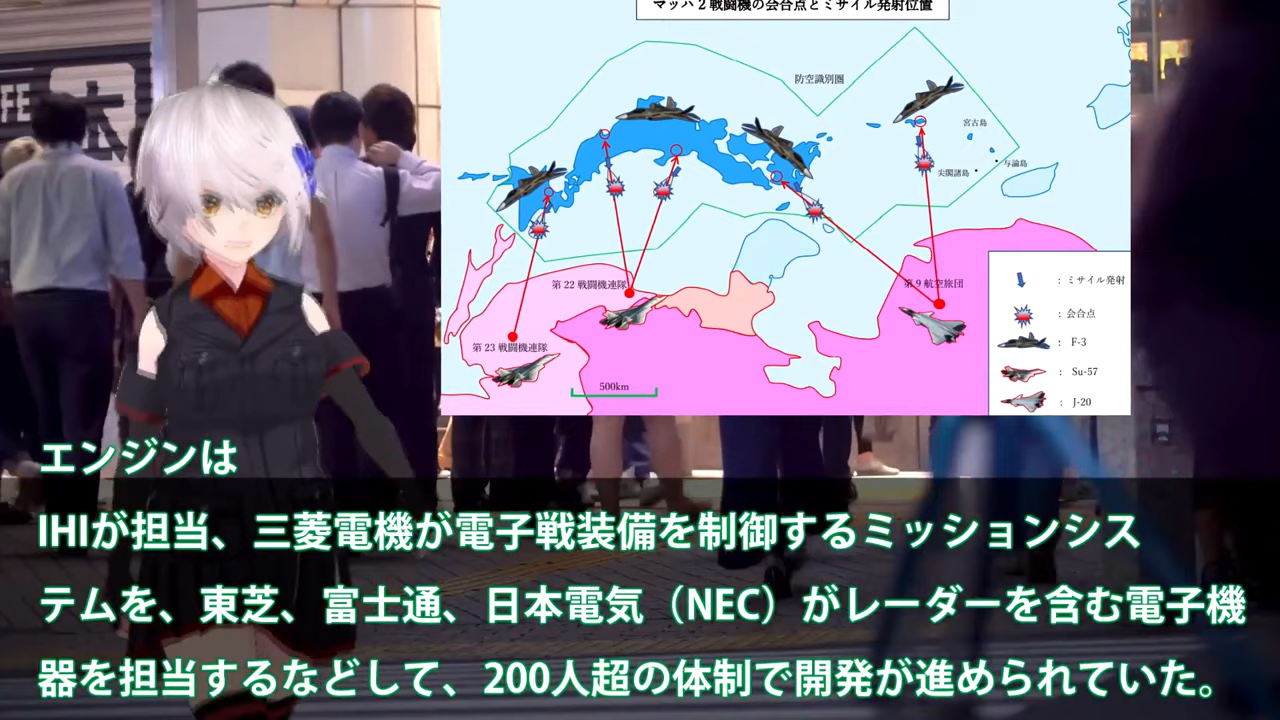 マッハ2戦闘機の会合点とミサイル発射位置
防空識別圏
宮古島
与論島
尖閣諸島
第22戦闘機連隊
第9航空旅団
第23戦闘機連隊
500km
：ミサイル発射
：会合点
： F-3
： Su-57
： J-20
エンジンは
IHIが担当、三菱電機が電子戦装備を制御するミッションシス
テムを、東芝、富士通、日本電気（NEC）がレーダーを含む電子機
器を担当するなどして、200人超の体制で開発が進められていた。